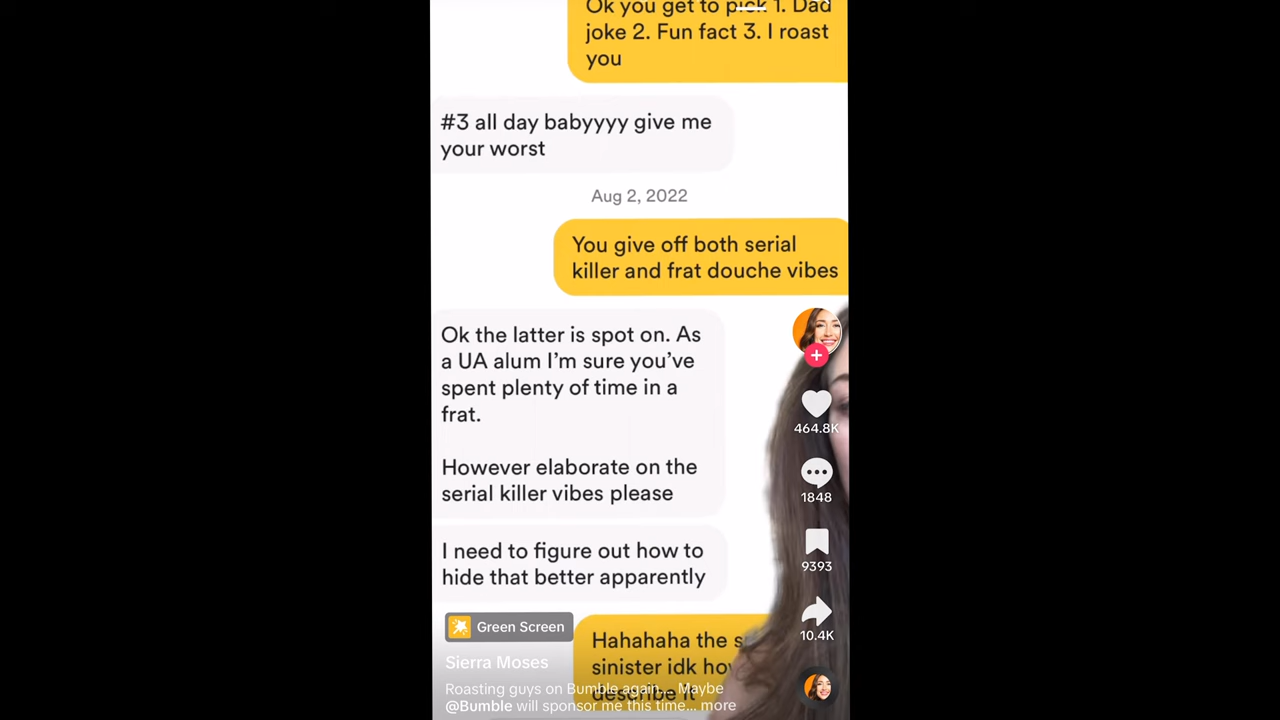 Ok you get to pick 1. Dad
joke 2. Fun fact 3. I roast
you
#3 all day babyyyy give me
your worst
Aug 2, 2022
You give off both serial
killer and frat douche vibes
Ok the latter is spot on. As
a UA alum I’m sure you’ve
spent plenty of time in a
frat.
However elaborate on the
serial killer vibes please
I need to figure out how to
hide that better apparently
Hahahaha the
sinister idk
describe it
464.8K
1848
9393
10.4K
Green Screen
Sierra Moses
Roasting guys on Bumble again.... Maybe
@Bumble will sponsor me this time... more